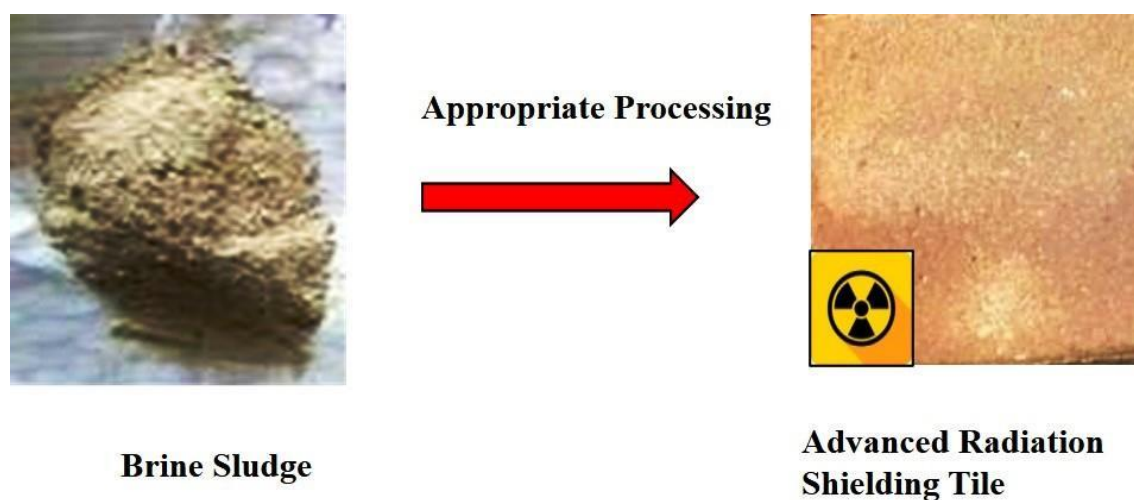 Appropriate Processing
Brine Sludge
Advanced Radiation
Shielding Tile